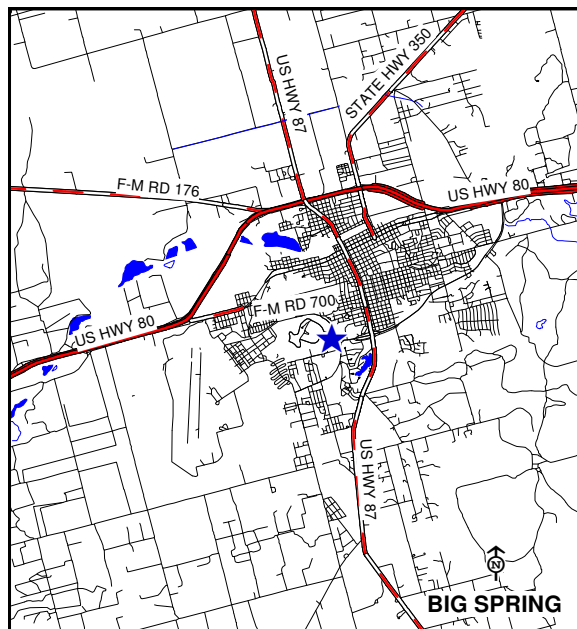 US HWY 87
STATE HWY 350
F-M RD 176
US HWY 80
F-M RD 700
US HWY 80
US HWY 87
N
BIG SPRING